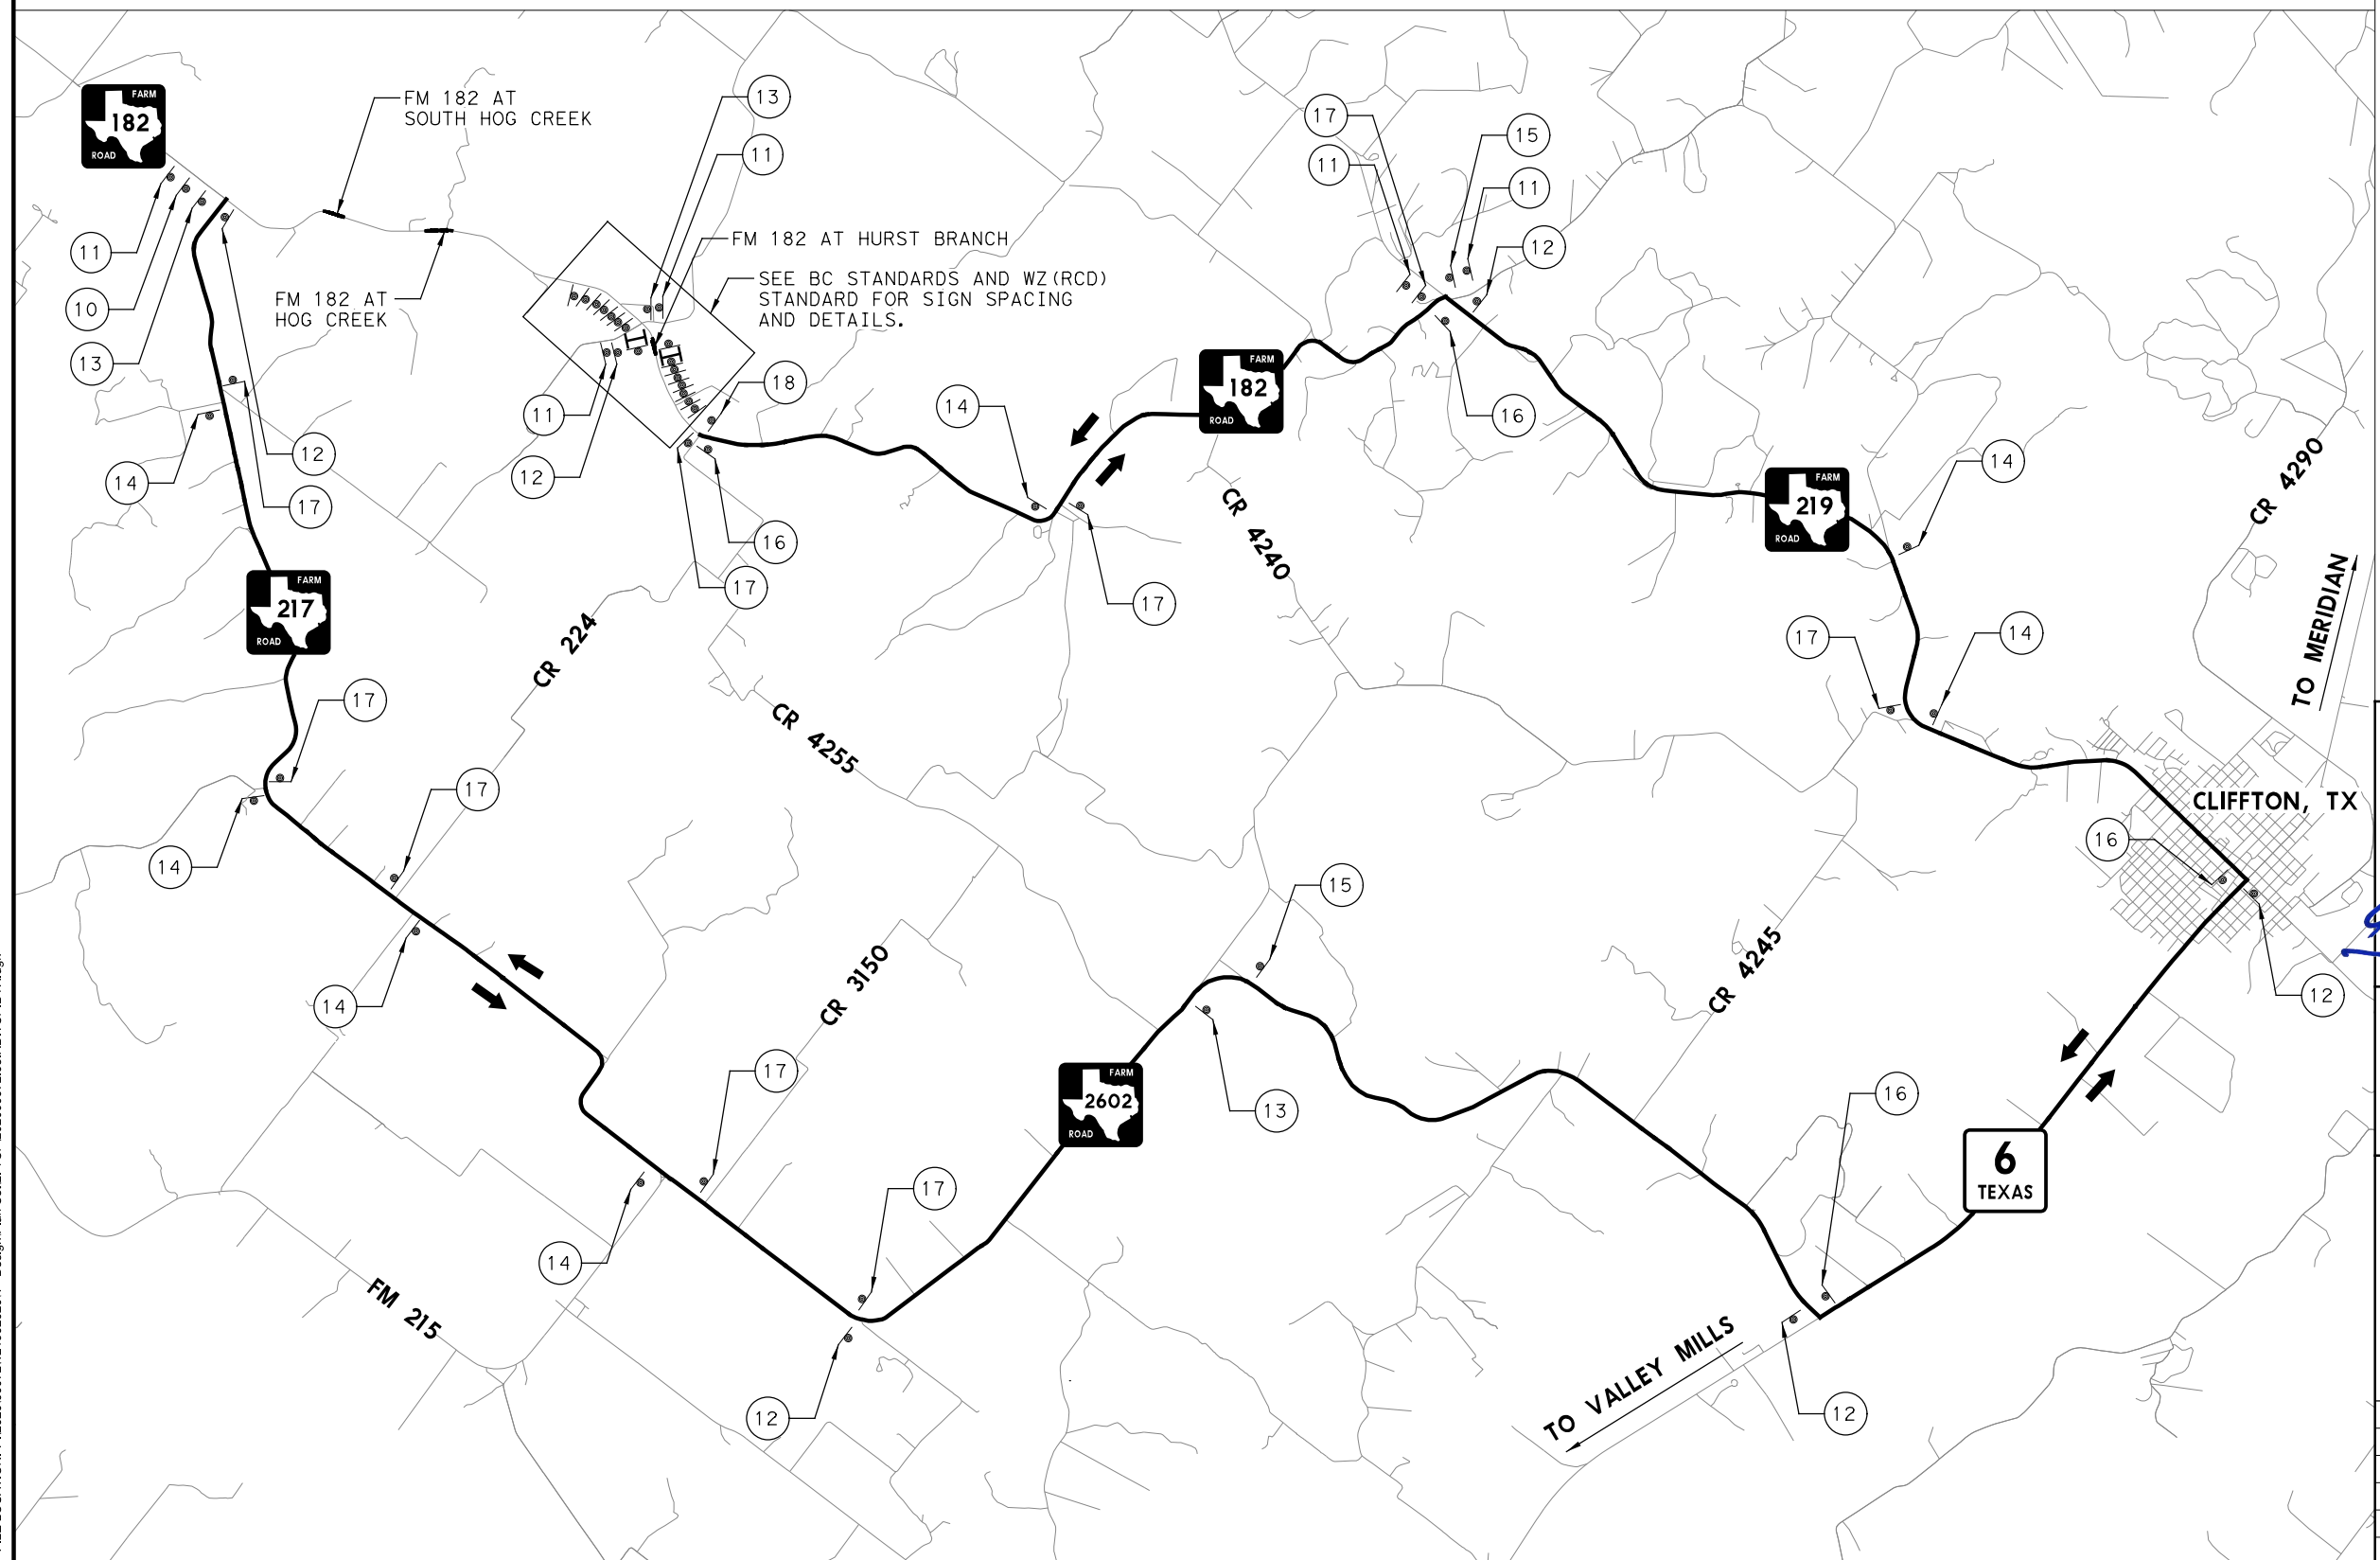 FARM
182
ROAD
FM 182 AT
SOUTH HOG CREEK
13
11
17
11
15
11
12
FM 182 AT HURST BRANCH
SEE BC STANDARDS AND WZ(RCD)
STANDARD FOR SIGN SPACING
AND DETAILS.
11
10
13
FM 182 AT
HOG CREEK
12
14
17
11
12
18
14
FARM
182
ROAD
16
16
17
17
FARM
219
ROAD
14
CR 4290
CR 4240
TO MERIDIAN
FARM
217
ROAD
CR 224
17
14
17
CR 4255
17
14
14
CLIFFTON, TX
16
12
15
CR 3150
CR 4245
17
FARM
2602
ROAD
13
16
6
TEXAS
17
14
FM 215
12
TO VALLEY MILLS
12